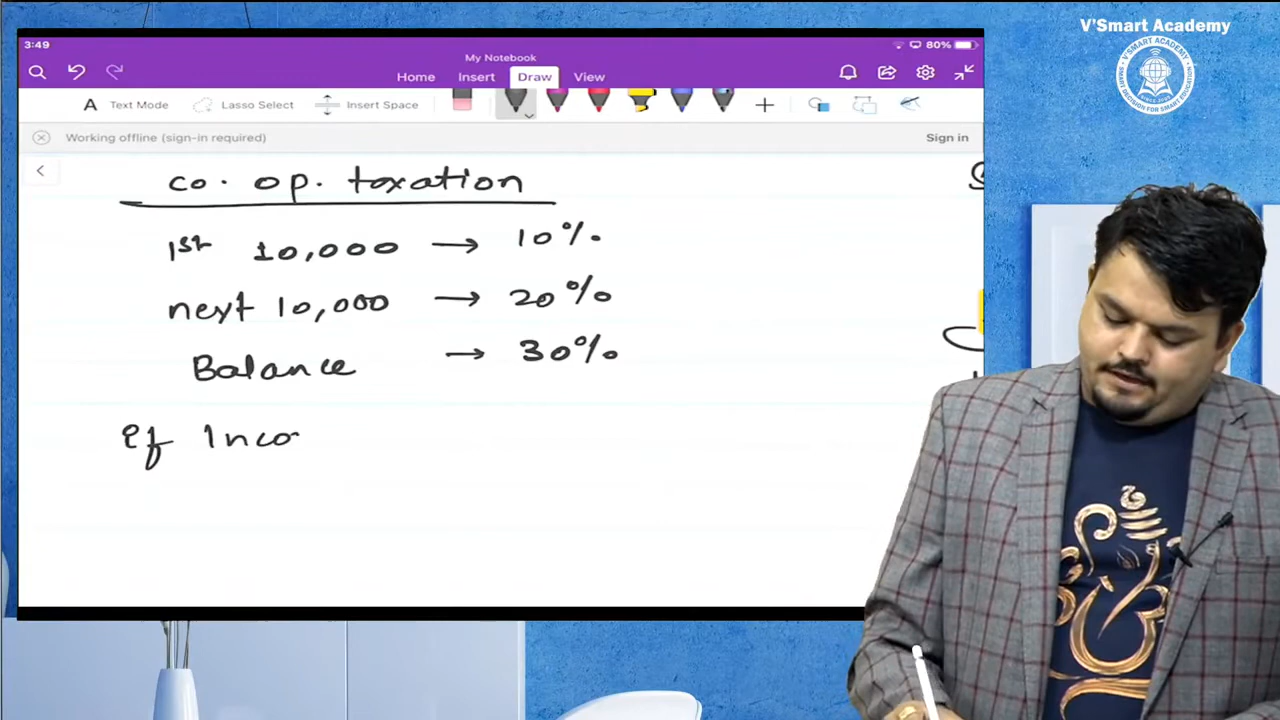 V'Smart Academy
3:49
80%
My Notebook
Home Insert Draw View
A Text Mode Lasso Select Insert Space
Working offline (sign-in required) Sign in
co. op. taxation
1st 10,000 → 10%
next 10,000 → 20%
Balance → 30%
If Inco